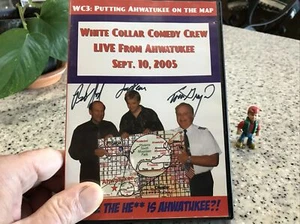 WC3: Putting Ahwatukee on the map
White Collar Comedy Crew
LIVE From Ahwatukee
Sept. 10, 2005
THE HE** IS AHWATUKEE?!